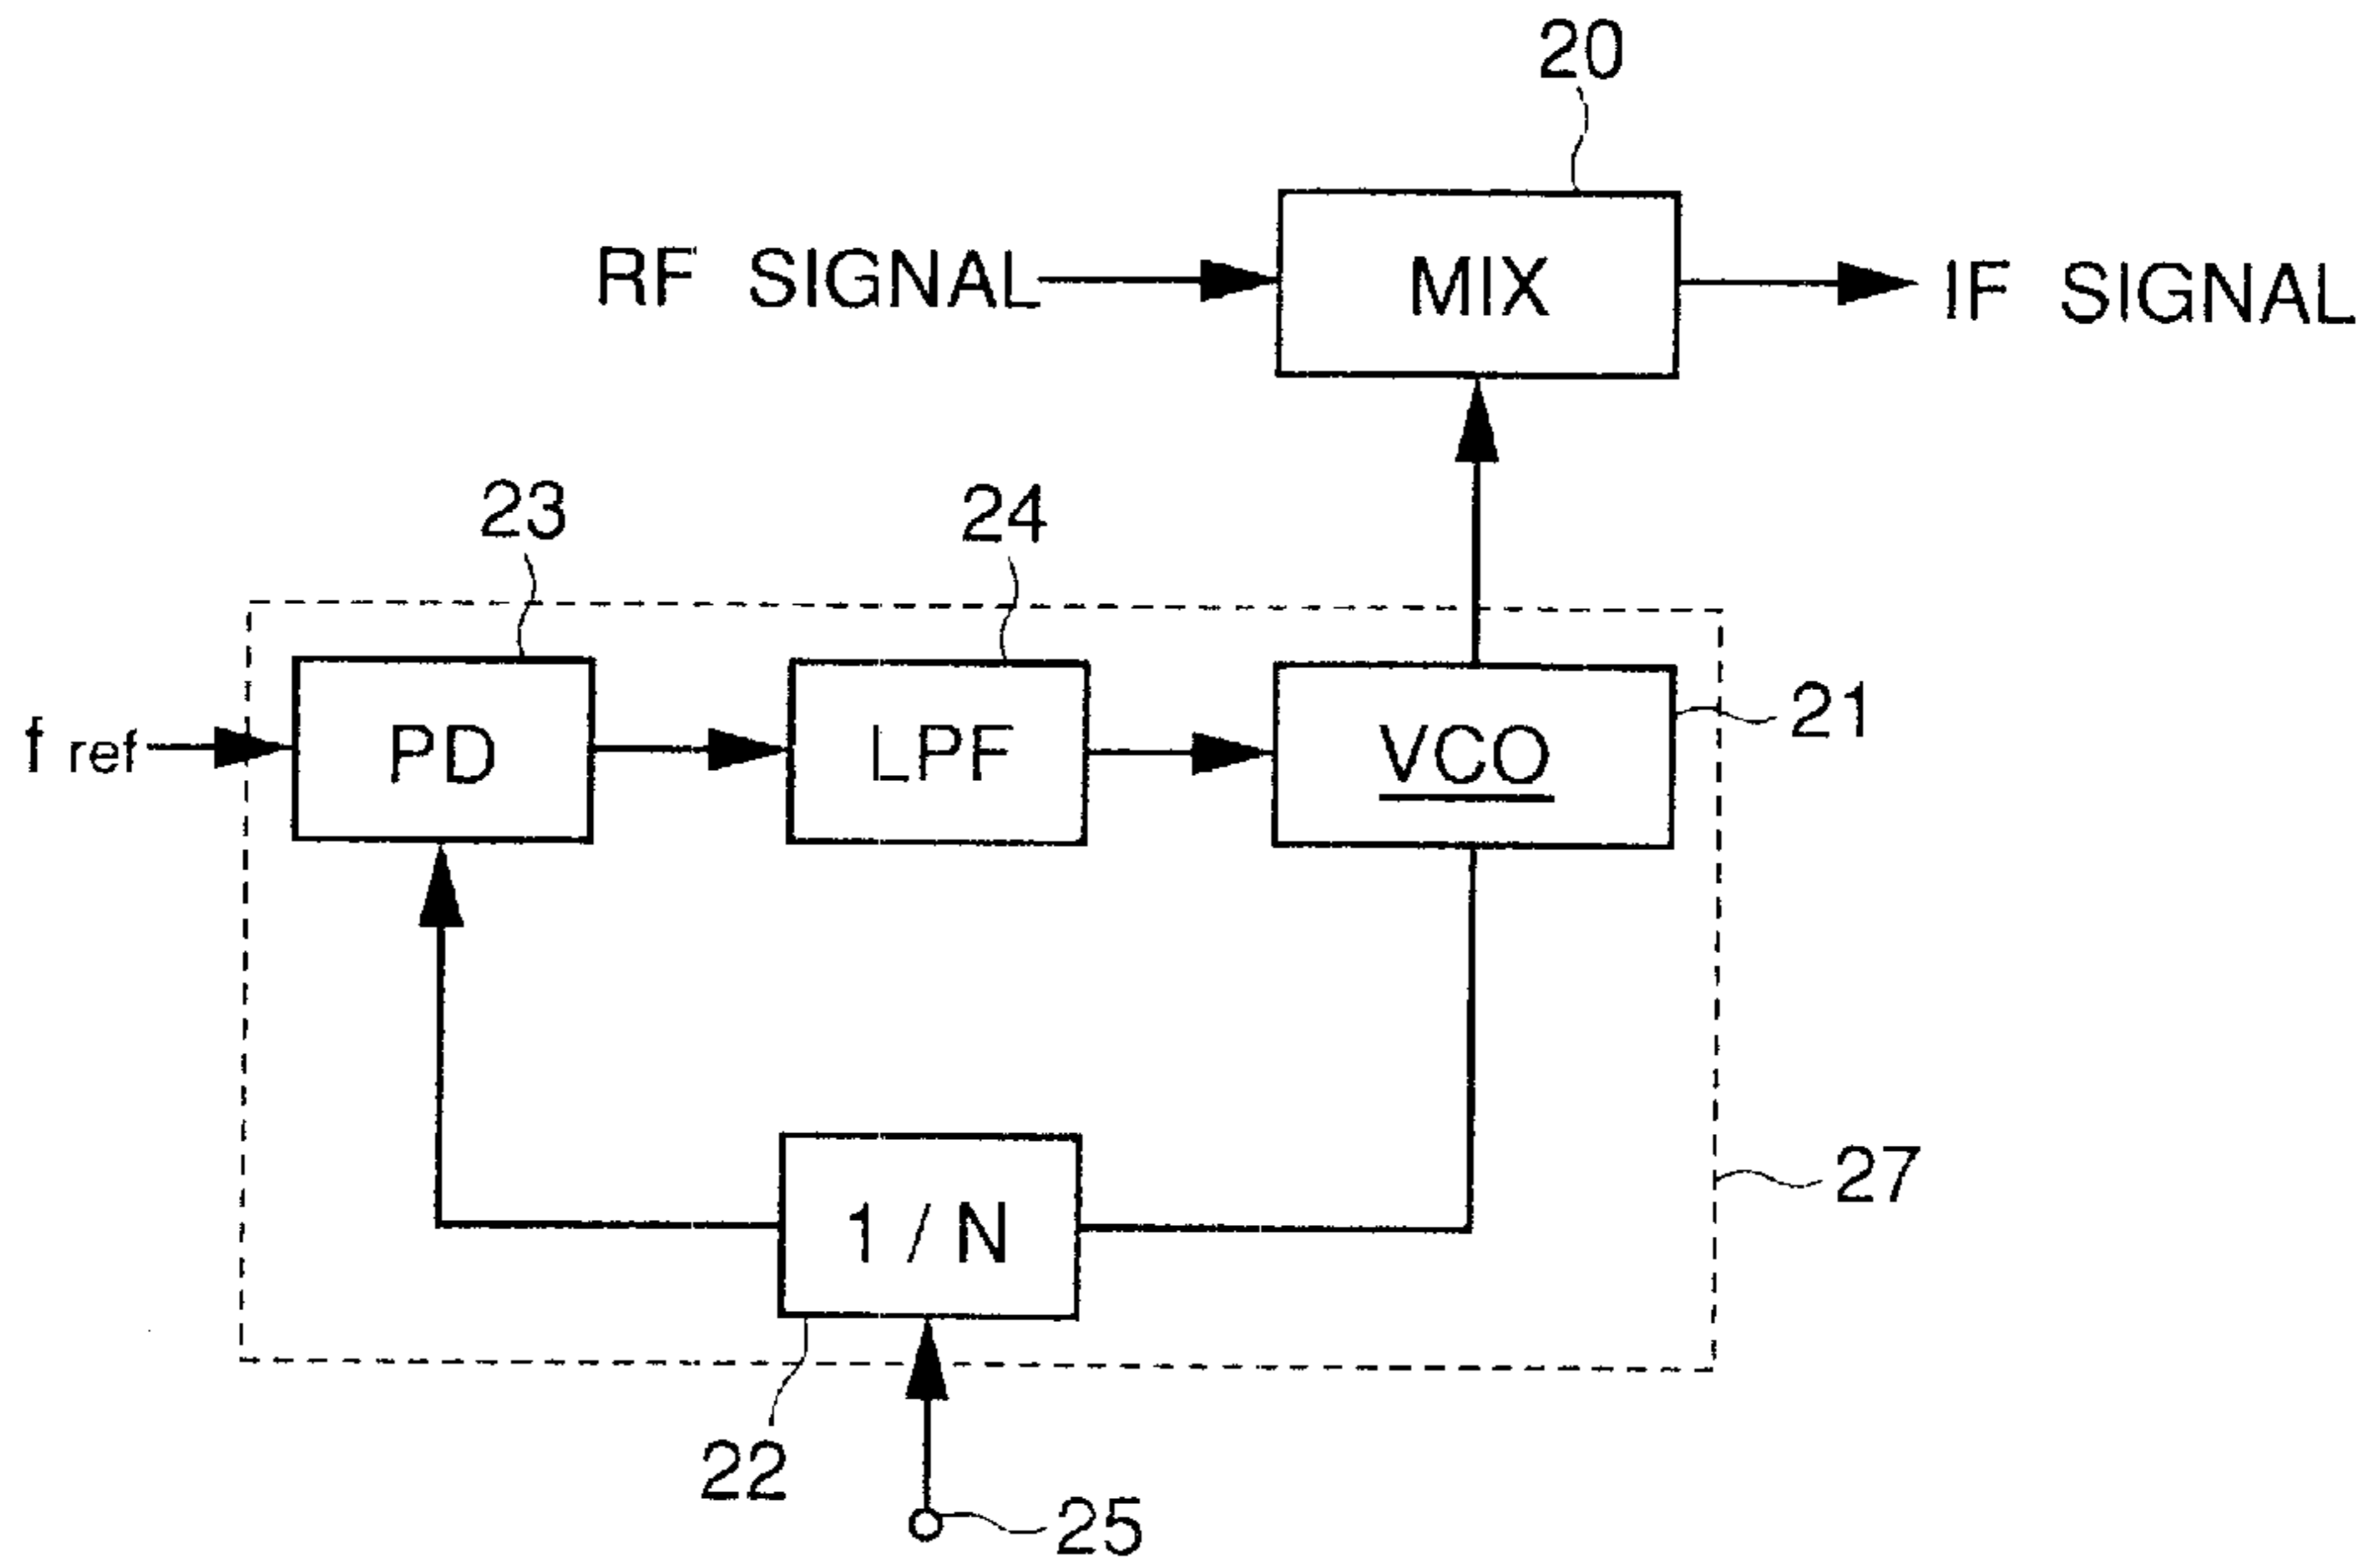 20
RF SIGNAL
MIX
IF SIGNAL
23
24
f ref
PD
LPF
VCO
21
1 / N
27
22
25